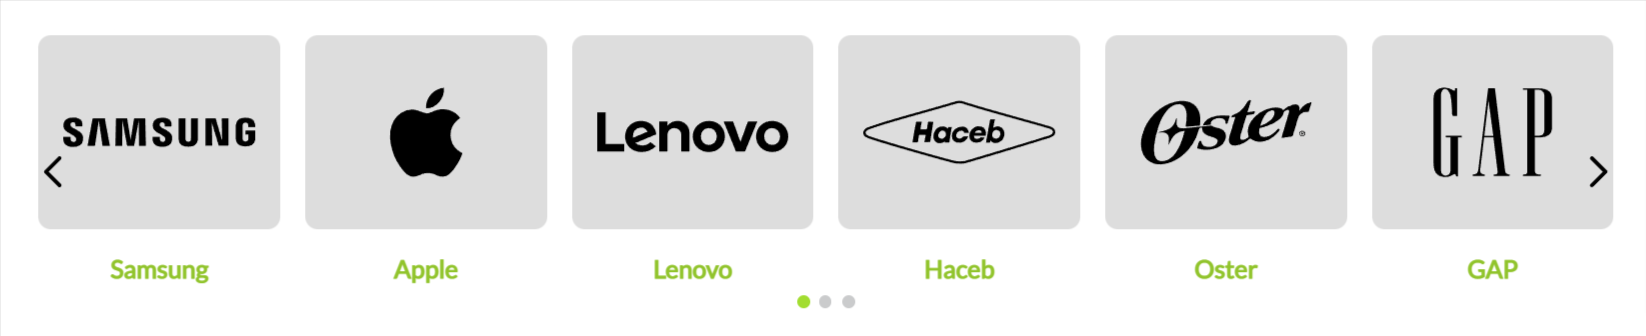 SAMSUNG
Lenovo
Haceb
Oster®
GAP
Samsung
Apple
Lenovo
Haceb
Oster
GAP